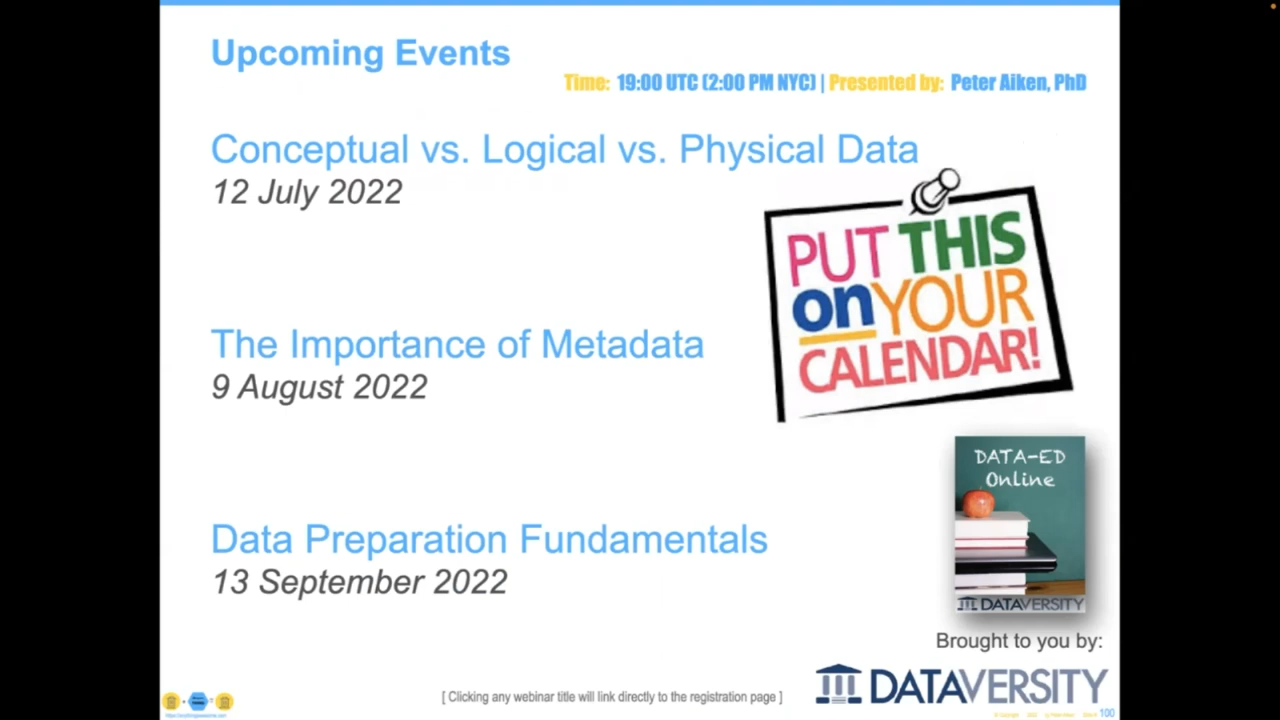 Upcoming Events
Time: 19:00 UTC (2:00 PM NYC) | Presented by: Peter Aiken, PhD
Conceptual vs. Logical vs. Physical Data
12 July 2022
PUT THIS
on YOUR
CALENDAR!
The Importance of Metadata
9 August 2022
DATA-ED
Online
DATAVERSITY
Data Preparation Fundamentals
13 September 2022
Brought to you by:
DATAVERSITY
[ Clicking any webinar title will link directly to the registration page ]
100